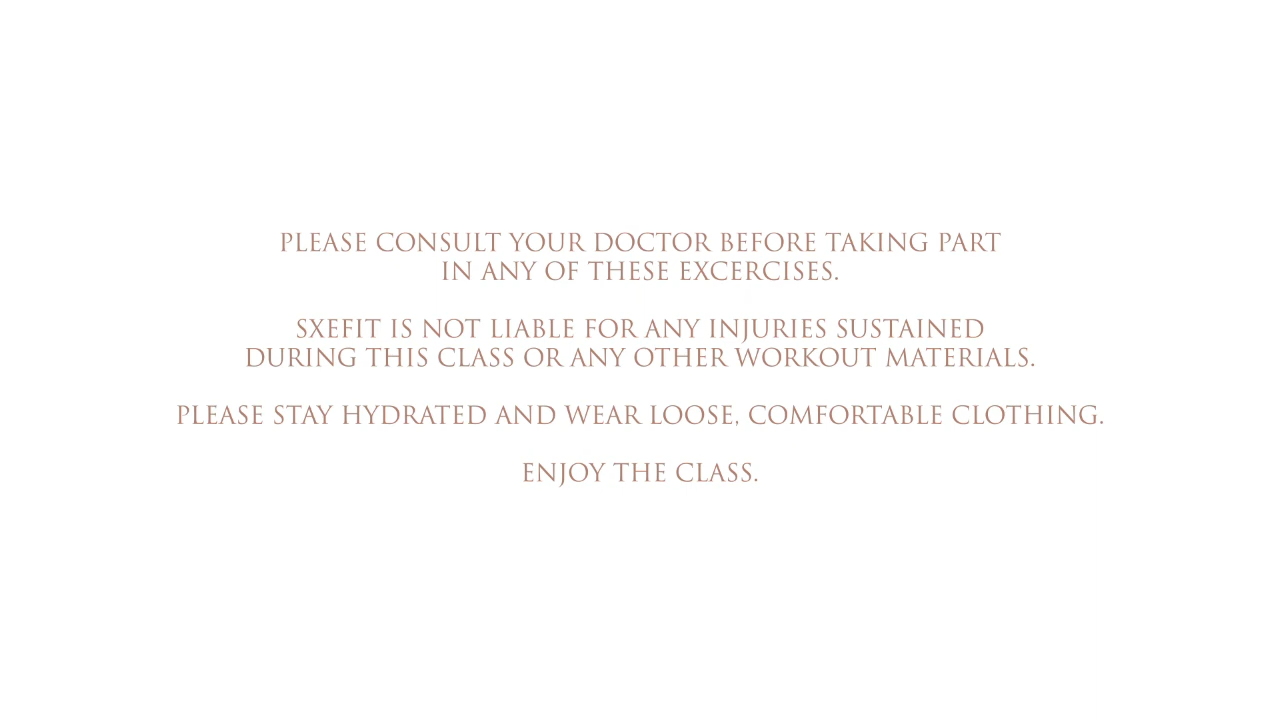 PLEASE CONSULT YOUR DOCTOR BEFORE TAKING PART
IN ANY OF THESE EXCERCISES.
SXEFIT IS NOT LIABLE FOR ANY INJURIES SUSTAINED
DURING THIS CLASS OR ANY OTHER WORKOUT MATERIALS.
PLEASE STAY HYDRATED AND WEAR LOOSE, COMFORTABLE CLOTHING.
ENJOY THE CLASS.